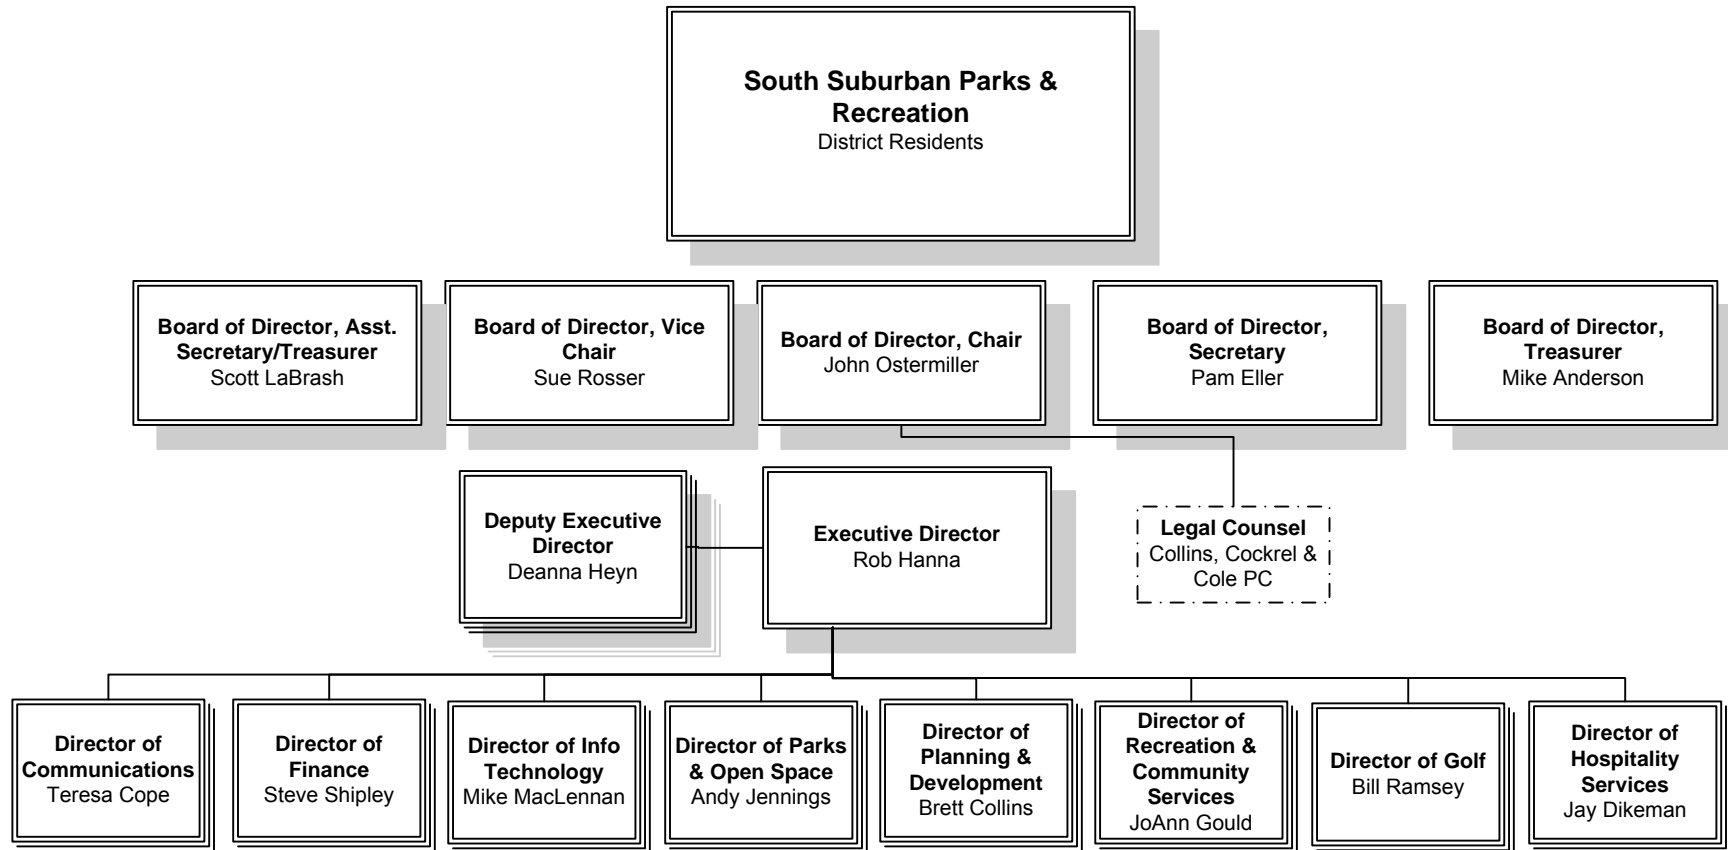 South Suburban Parks &
Recreation
District Residents
Board of Director, Asst.
Secretary/Treasurer
Scott LaBrash
Board of Director, Vice
Chair
Sue Rosser
Board of Director, Chair
John Ostermiller
Board of Director,
Secretary
Pam Eller
Board of Director,
Treasurer
Mike Anderson
Deputy Executive
Director
Deanna Heyn
Executive Director
Rob Hanna
Legal Counsel
Collins, Cockrel &
Cole PC
Director of
Communications
Teresa Cope
Director of
Finance
Steve Shipley
Director of Info
Technology
Mike MacLennan
Director of Parks
& Open Space
Andy Jennings
Director of
Planning &
Development
Brett Collins
Director of
Recreation &
Community
Services
JoAnn Gould
Director of Golf
Bill Ramsey
Director of
Hospitality
Services
Jay Dikeman